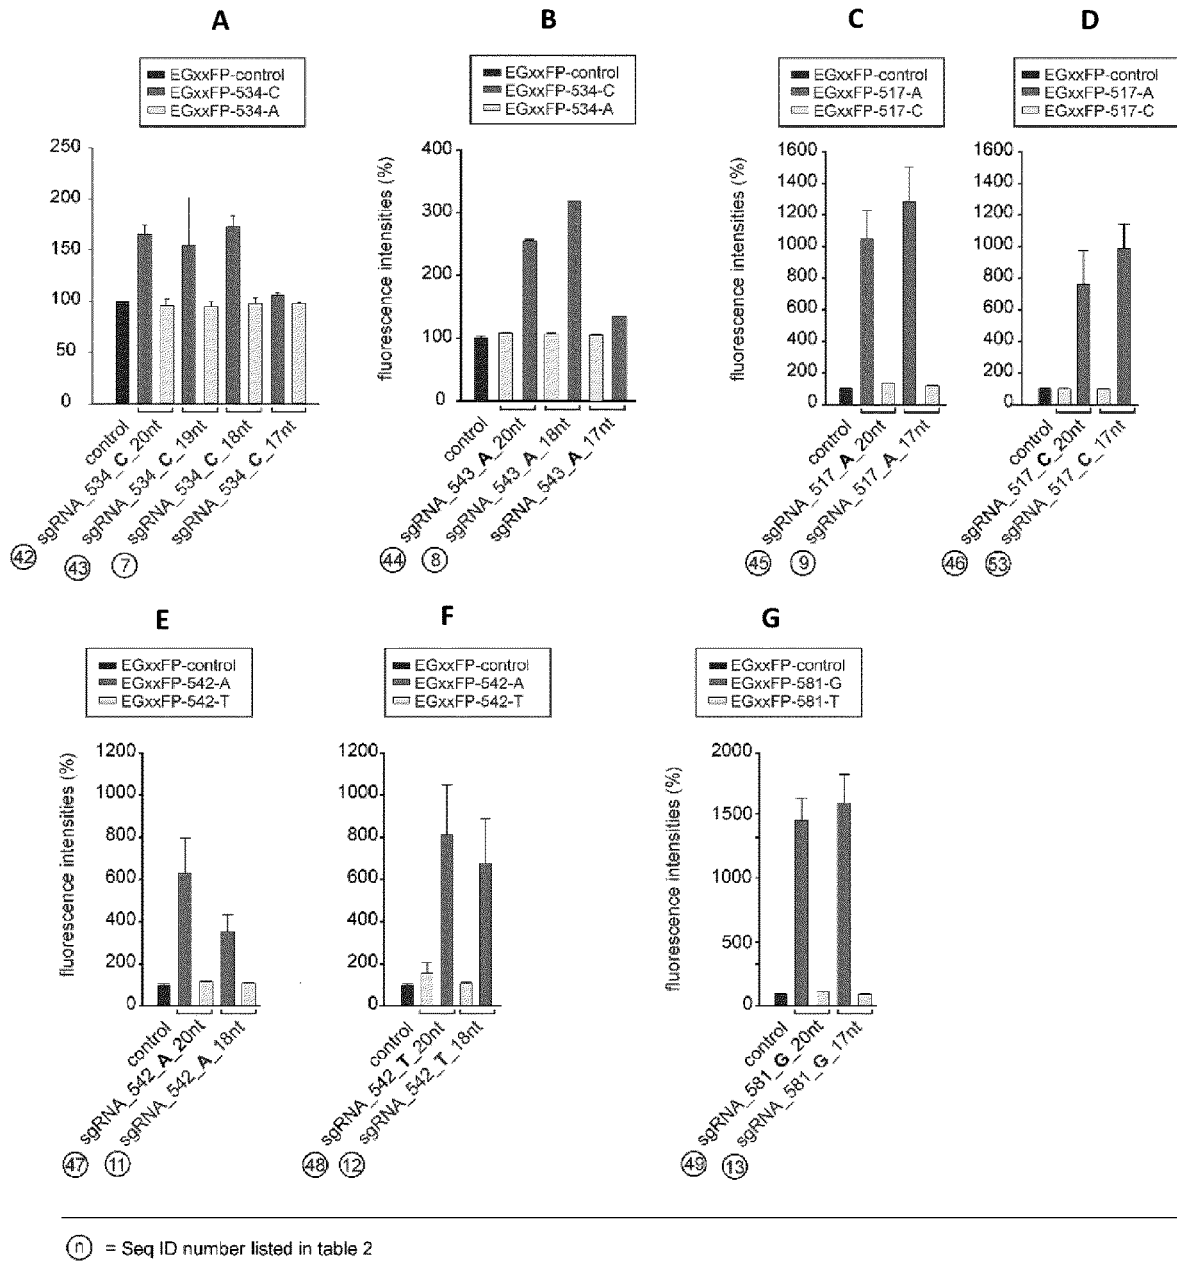 A
EGxxFP-control
EGxxFP-534-C
EGxxFP-534-A
250
200
150
100
50
0
control
sgRNA_534_C_20nt
sgRNA_534_C_19nt
sgRNA_534_C_18nt
sgRNA_534_C_17nt
42
43
7
B
EGxxFP-control
EGxxFP-534-C
EGxxFP-534-A
fluorescence intensities (%)
400
300
200
100
0
control
sgRNA_543_A_20nt
sgRNA_543_A_18nt
sgRNA_543_A_17nt
44
8
C
EGxxFP-control
EGxxFP-517-A
EGxxFP-517-C
fluorescence intensities (%)
1600
1400
1200
1000
800
600
400
200
0
control
sgRNA_517_A_20nt
sgRNA_517_A_17nt
45
9
D
EGxxFP-control
EGxxFP-517-A
EGxxFP-517-C
1600
1400
1200
1000
800
600
400
200
0
control
sgRNA_517_C_20nt
sgRNA_517_C_17nt
46
53
E
EGxxFP-control
EGxxFP-542-A
EGxxFP-542-T
fluorescence intensities (%)
1200
1000
800
600
400
200
0
control
sgRNA_542_A_20nt
sgRNA_542_A_18nt
47
11
F
EGxxFP-control
EGxxFP-542-A
EGxxFP-542-T
fluorescence intensities (%)
1200
1000
800
600
400
200
0
control
sgRNA_542_T_20nt
sgRNA_542_T_18nt
48
12
G
EGxxFP-control
EGxxFP-581-G
EGxxFP-581-T
fluorescence intensities (%)
2000
1500
1000
500
0
control
sgRNA_581_G_20nt
sgRNA_581_G_17nt
49
13
n = Seq ID number listed in table 2